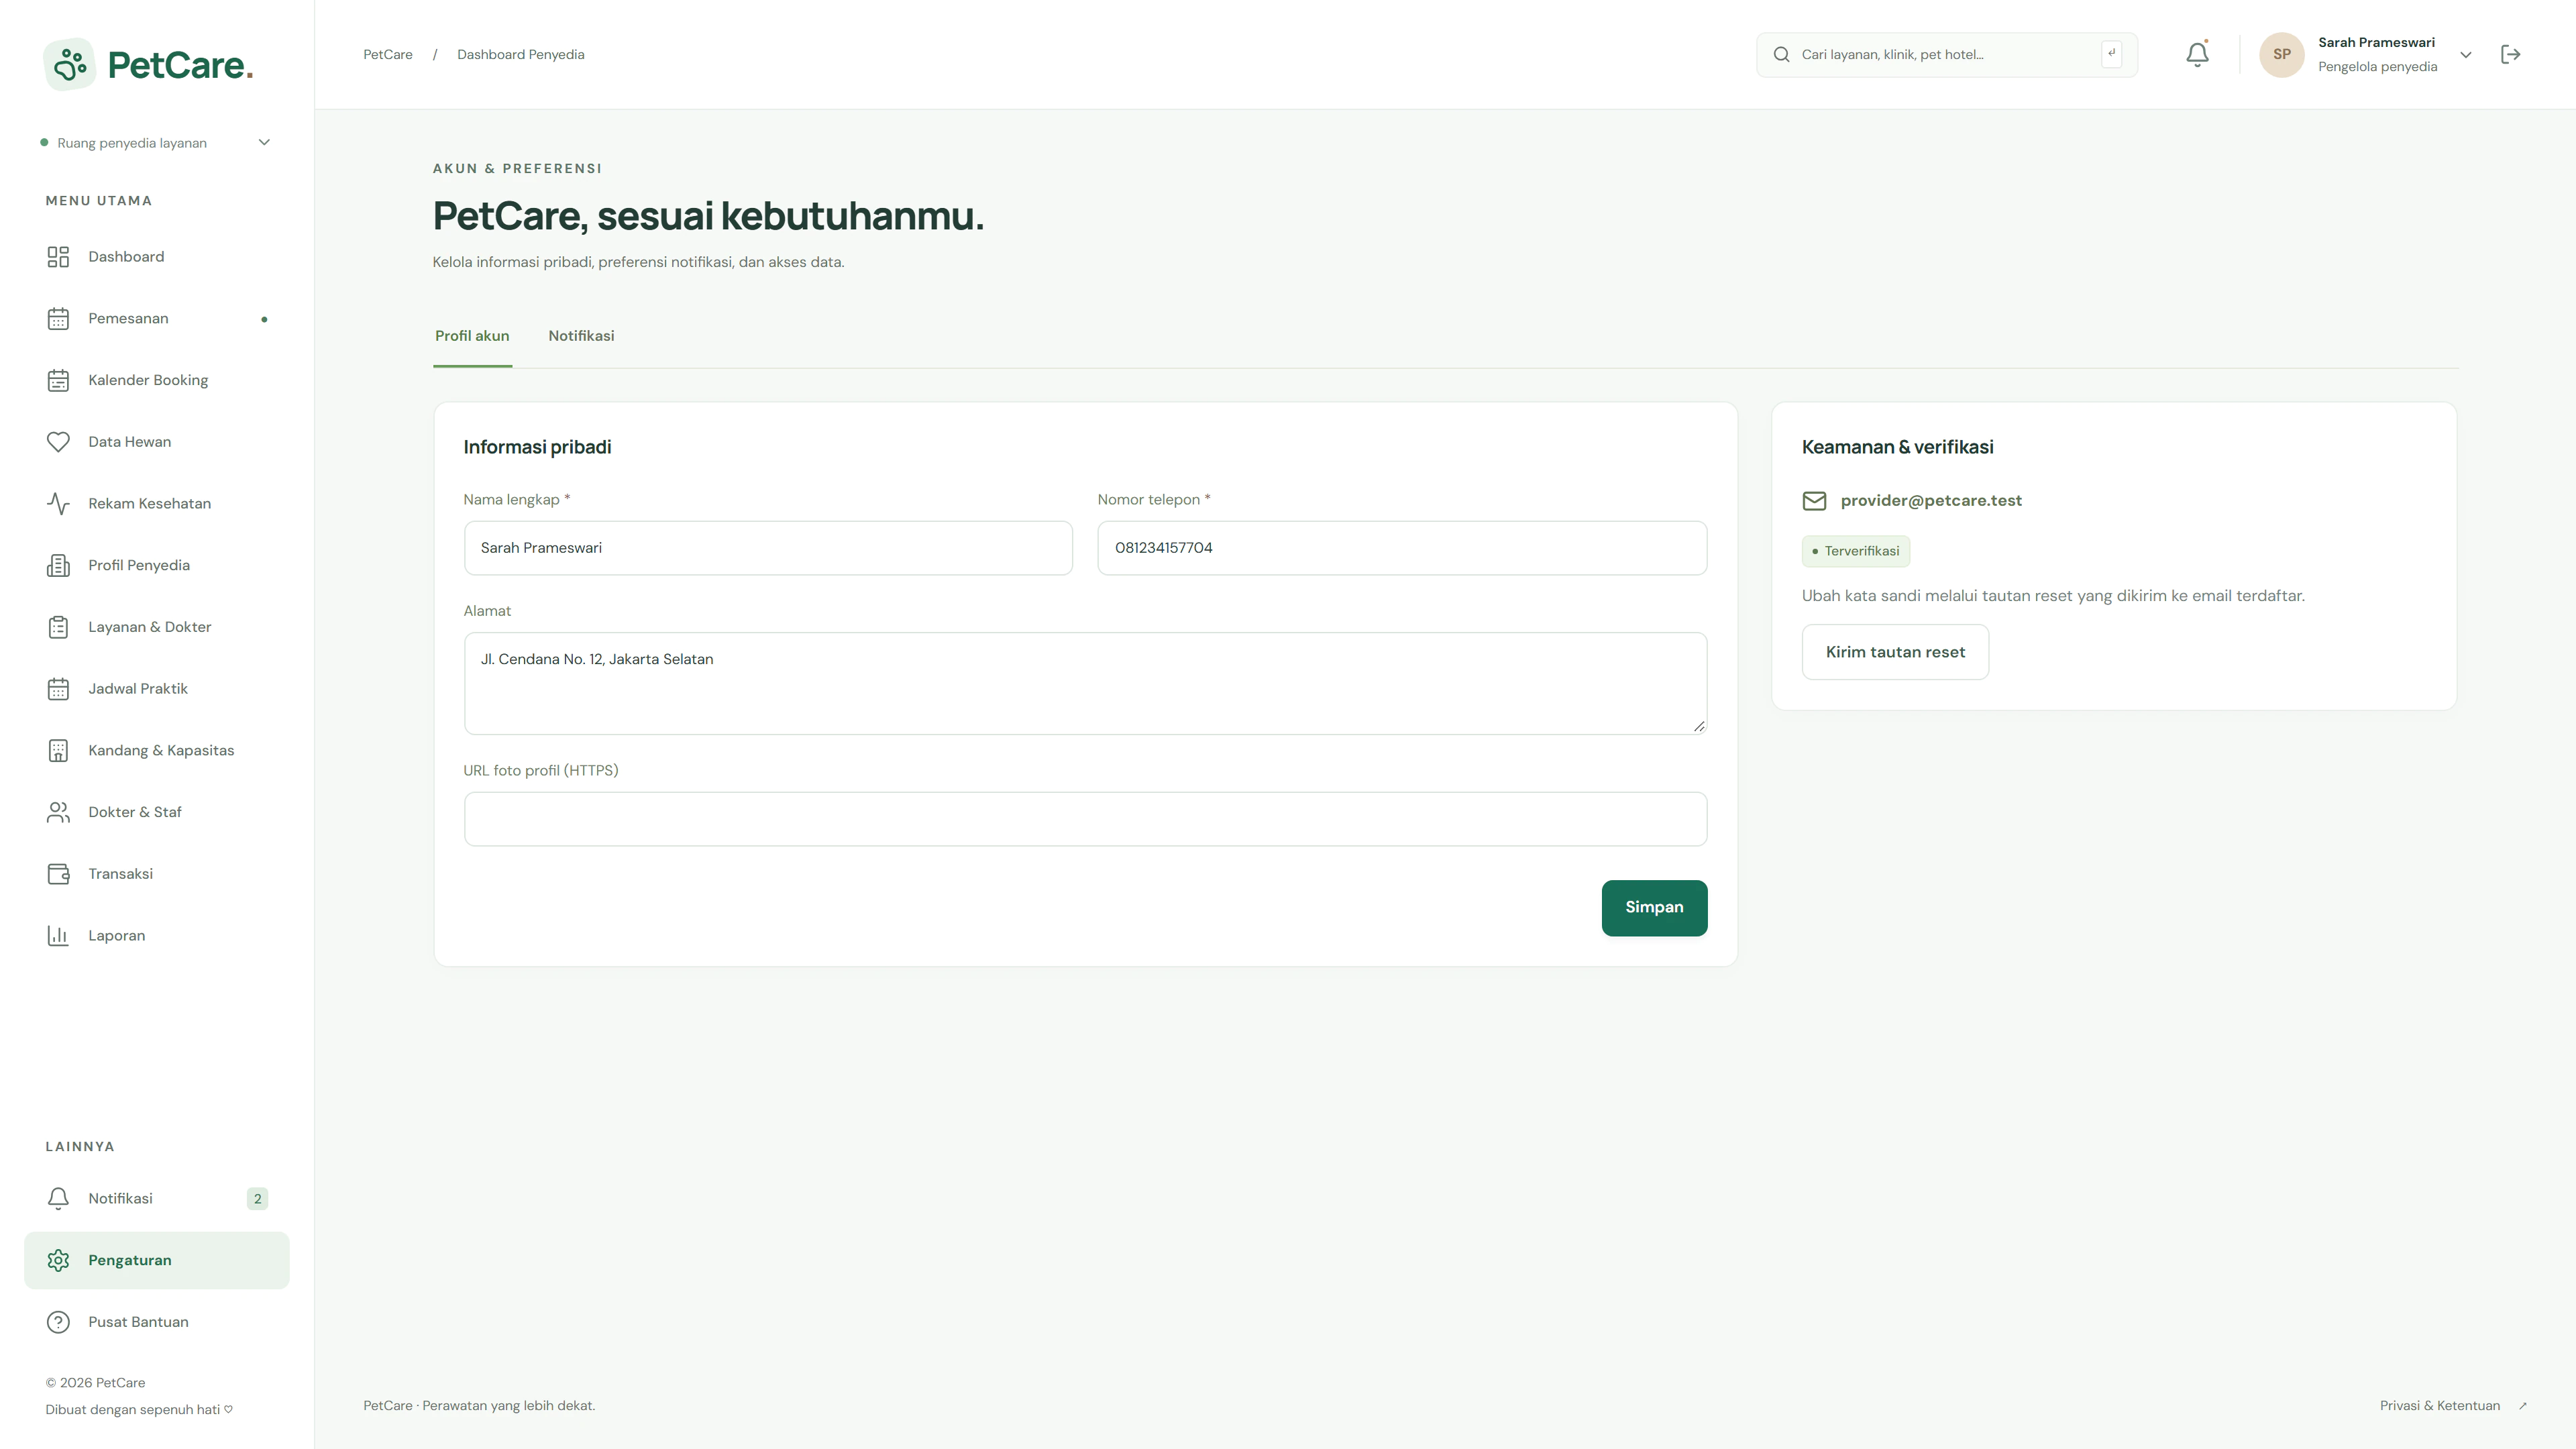 PetCare.
Ruang penyedia layanan
MENU UTAMA
Dashboard
Pemesanan
Kalender Booking
Data Hewan
Rekam Kesehatan
Profil Penyedia
Layanan & Dokter
Jadwal Praktik
Kandang & Kapasitas
Dokter & Staf
Transaksi
Laporan
LAINNYA
Notifikasi 2
Pengaturan
Pusat Bantuan
© 2026 PetCare
Dibuat dengan sepenuh hati ♡
PetCare / Dashboard Penyedia
Cari layanan, klinik, pet hotel... ↵
SP
Sarah Prameswari
Pengelola penyedia
AKUN & PREFERENSI
PetCare, sesuai kebutuhanmu.
Kelola informasi pribadi, preferensi notifikasi, dan akses data.
Profil akun Notifikasi
Informasi pribadi
Nama lengkap * Nomor telepon *
Sarah Prameswari 081234157704
Alamat
Jl. Cendana No. 12, Jakarta Selatan
URL foto profil (HTTPS)
Simpan
Keamanan & verifikasi
provider@petcare.test
Terverifikasi
Ubah kata sandi melalui tautan reset yang dikirim ke email terdaftar.
Kirim tautan reset
PetCare · Perawatan yang lebih dekat.
Privasi & Ketentuan ↗